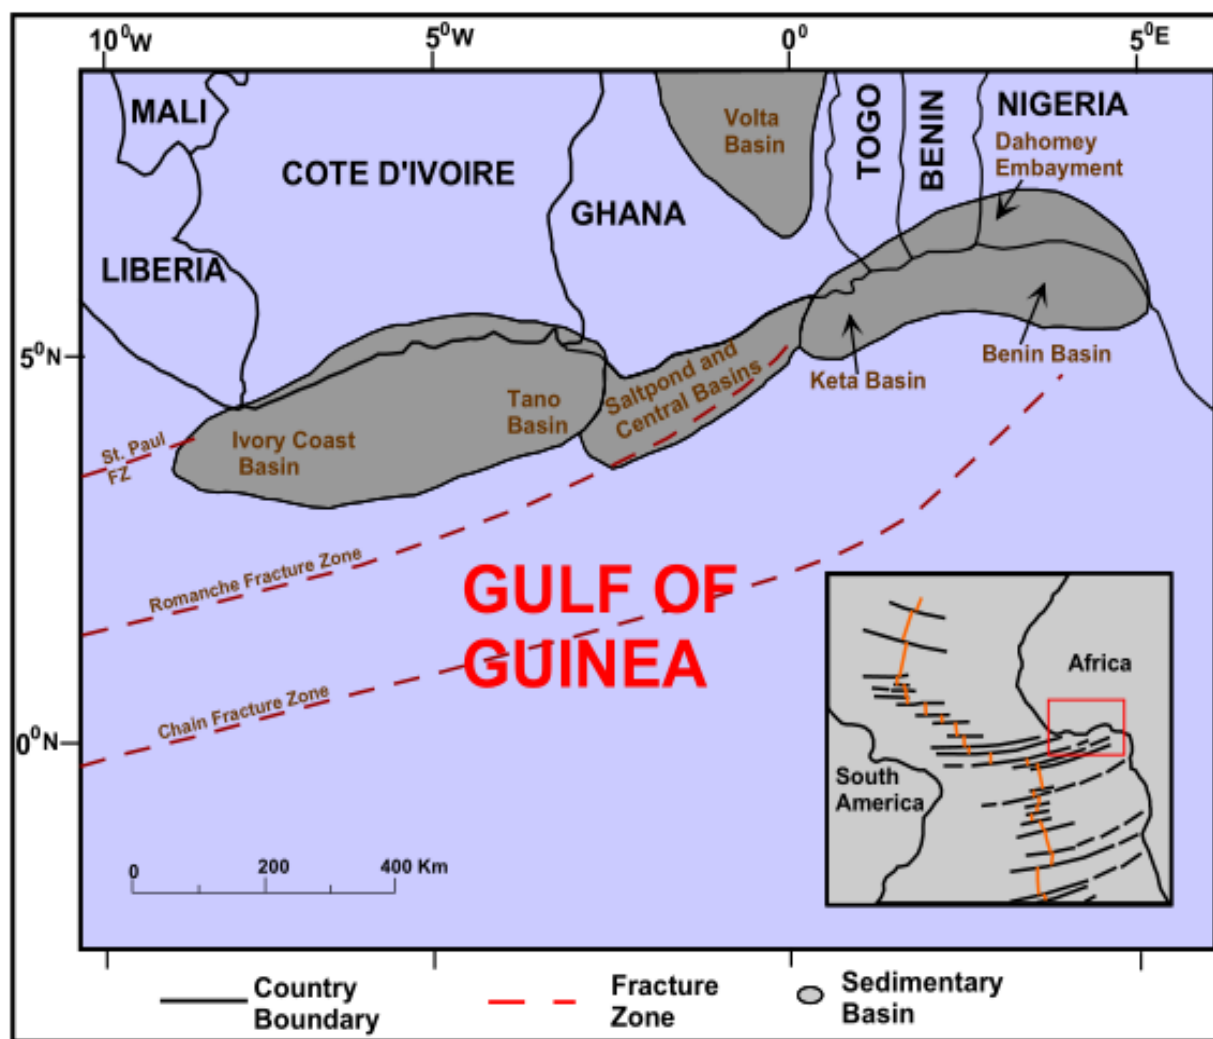 10⁰W
5⁰W
0⁰
5⁰E
MALI
COTE D'IVOIRE
GHANA
Volta
Basin
TOGO
BENIN
NIGERIA
Dahomey
Embayment
LIBERIA
5⁰N
Ivory Coast
Basin
Tano
Basin
Saltpond and
Central Basins
Keta Basin
Benin Basin
St. Paul
FZ
Romanche Fracture Zone
GULF OF
GUINEA
Chain Fracture Zone
0⁰N
Africa
South
America
0
200
400 Km
Country
Boundary
Fracture
Zone
Sedimentary
Basin